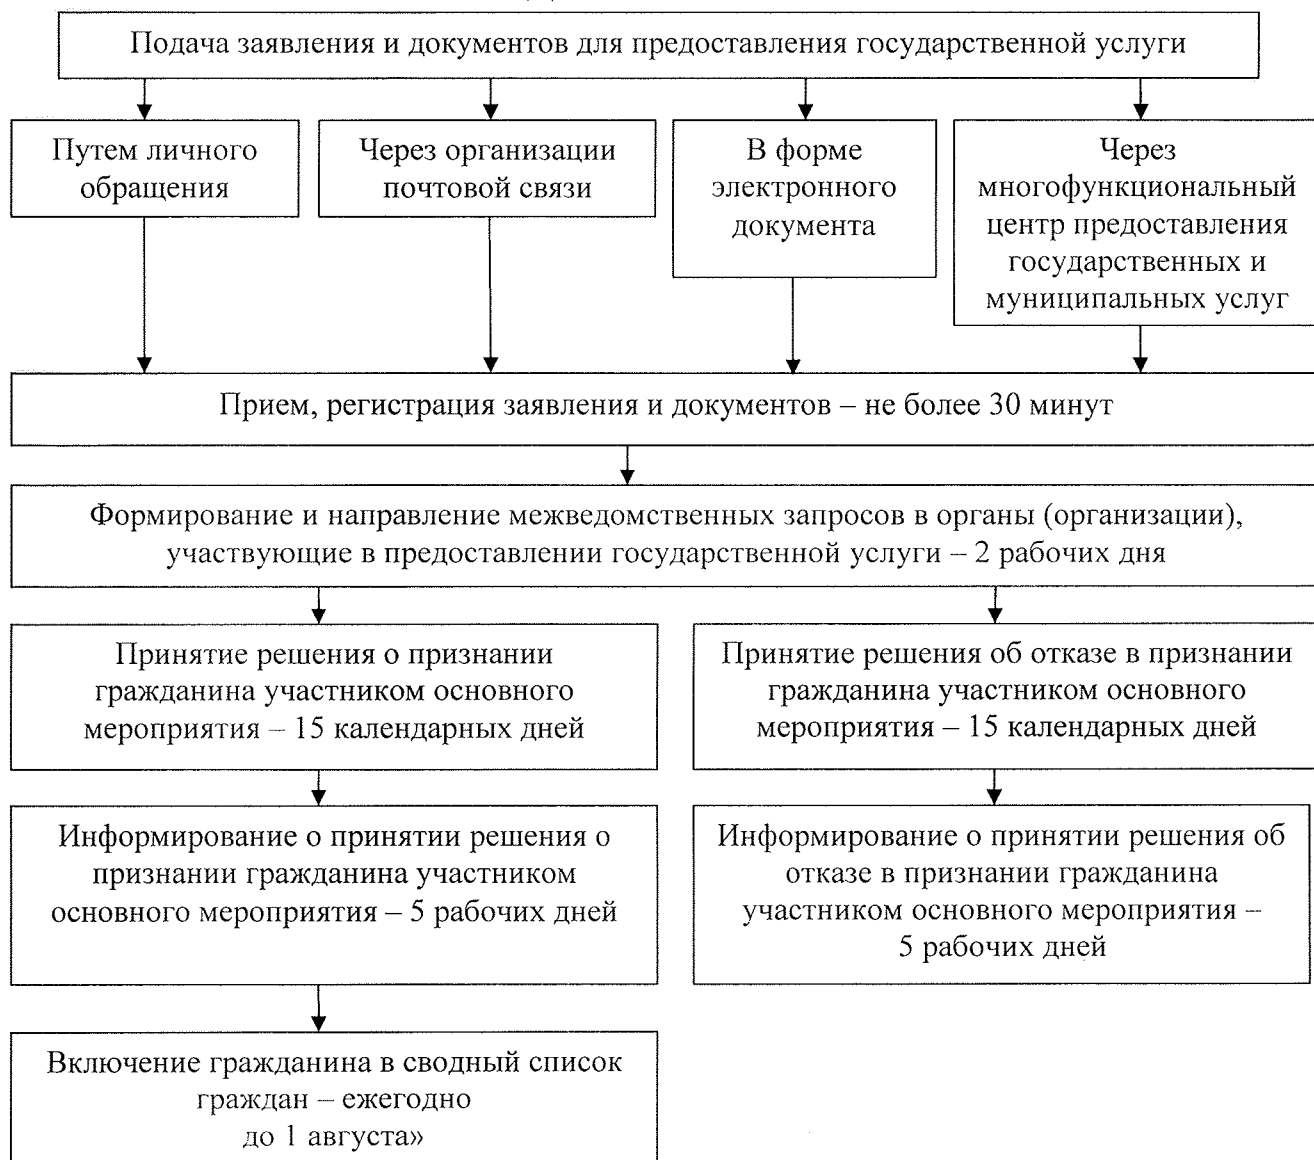 Подача заявления и документов для предоставления государственной услуги
Путем личного
обращения
Через организации
почтовой связи
В форме
электронного
документа
Через
многофункциональный
центр предоставления
государственных и
муниципальных услуг
Прием, регистрация заявления и документов – не более 30 минут
Формирование и направление межведомственных запросов в органы (организации),
участвующие в предоставлении государственной услуги – 2 рабочих дня
Принятие решения о признании
гражданина участником основного
мероприятия – 15 календарных дней
Принятие решения об отказе в признании
гражданина участником основного
мероприятия – 15 календарных дней
Информирование о принятии решения о
признании гражданина участником
основного мероприятия – 5 рабочих дней
Информирование о принятии решения об
отказе в признании гражданина
участником основного мероприятия –
5 рабочих дней
Включение гражданина в сводный список
граждан – ежегодно
до 1 августа»